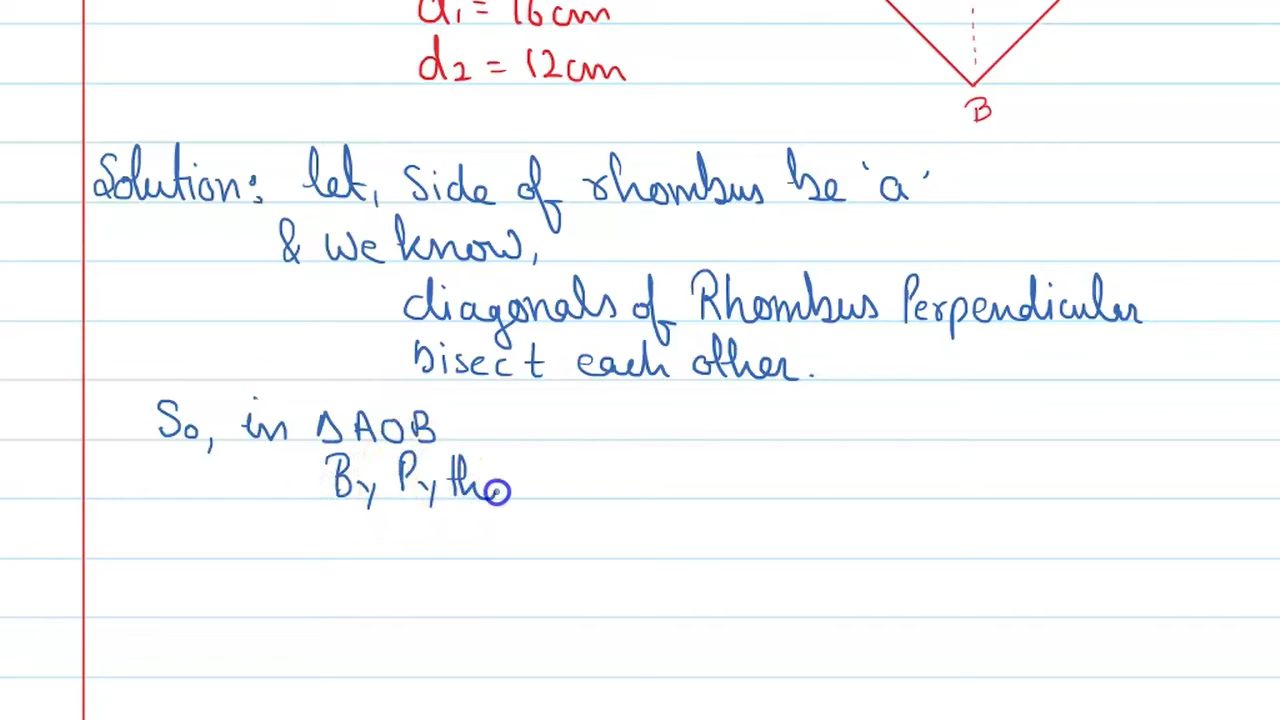 d1 = 16cm
d2 = 12cm
B
Solution: let, Side of rhombus be 'a'
& we know,
diagonals of Rhombus Perpendicular
Bisect each other.
So, in ΔAOB
By Pytha